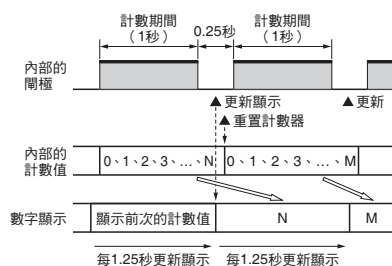 計數期間
（1秒）
0.25秒
計數期間
（1秒）
內部的
閘極
▲更新顯示
▲更新
▲重置計數器
內部的
計數值
0、1、2、3、…、N
0、1、2、3、…、M
數字顯示
顯示前次的計數值
N
M
每1.25秒更新顯示
每1.25秒更新顯示